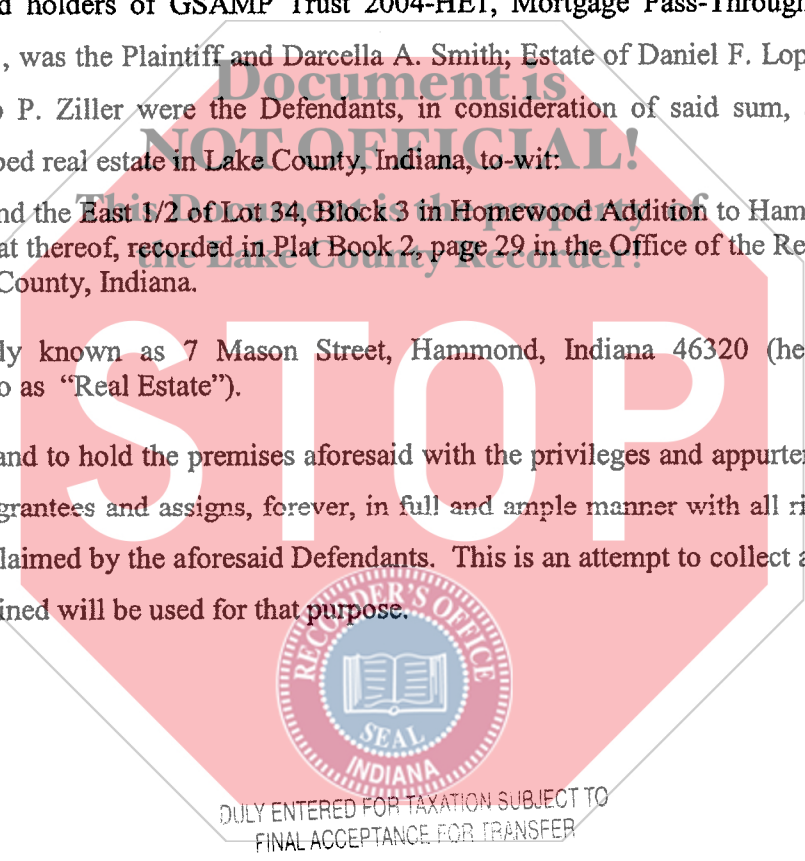 d holders of GSAMP Trust 2004-HE1, Mortgage Pass-Through
, was the Plaintiff and Darcella A. Smith; Estate of Daniel F. Lop
Document is
P. Ziller were the Defendants, in consideration of said sum,
NOT OFFICIAL!
bed real estate in Lake County, Indiana, to-wit:
This Document is the property of
nd the East 1/2 of Lot 34, Block 3 in Homewood Addition to Ham
at thereof, recorded in Plat Book 2, page 29 in the Office of the Re
the Lake County Recorder!
County, Indiana.
STOP
ly known as 7 Mason Street, Hammond, Indiana 46320 (he
o as "Real Estate").
and to hold the premises aforesaid with the privileges and appurte
grantees and assigns, forever, in full and ample manner with all ri
laimed by the aforesaid Defendants. This is an attempt to collect a
ined will be used for that purpose.
RECORDER'S OFFICE
SEAL
INDIANA
DULY ENTERED FOR TAXATION SUBJECT TO
FINAL ACCEPTANCE FOR TRANSFER